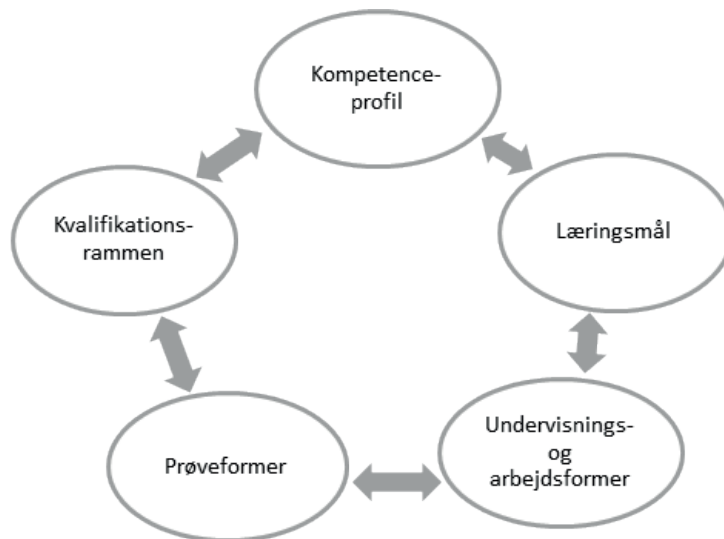 Kompetence-
profil
Kvalifikations-
rammen
Læringsmål
Prøveformer
Undervisnings-
og
arbejdsformer